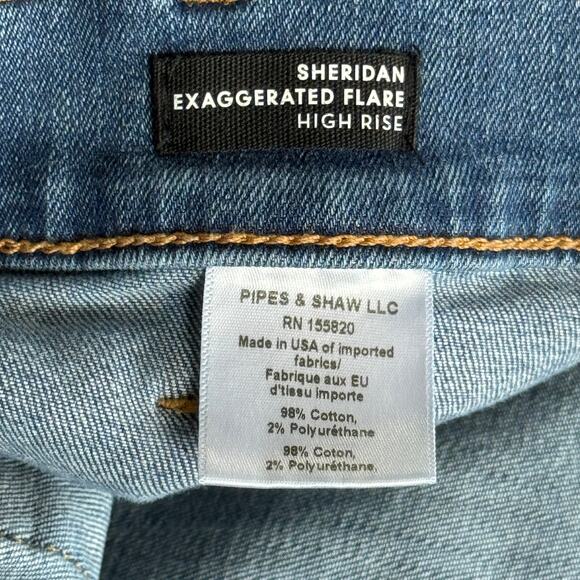 SHERIDAN
EXAGGERATED FLARE
HIGH RISE
PIPES & SHAW LLC
RN 155820
Made in USA of imported
fabrics/
Fabrique aux EU
d'tissu importe
98% Cotton,
2% Polyuréthane
98% Coton,
2% Polyuréthane,